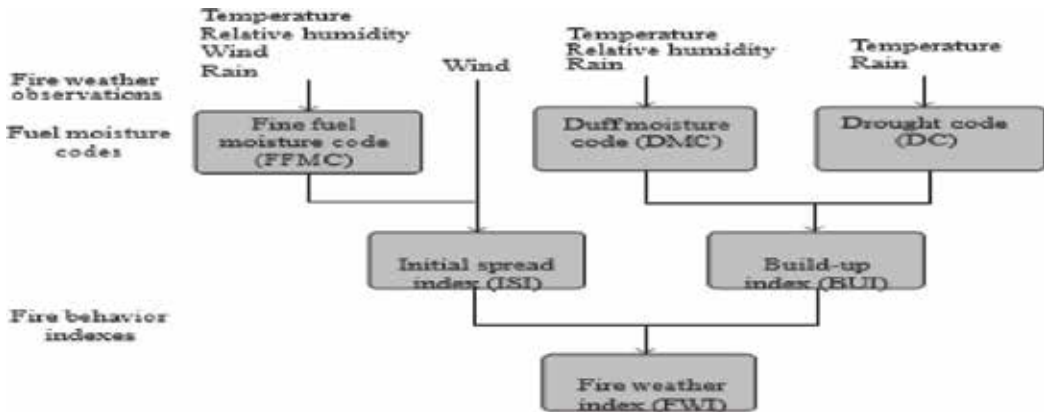 Temperature
Relative humidity
Wind
Rain
Wind
Temperature
Relative humidity
Rain
Temperature
Rain
Fire weather
observations
Fuel moisture
codes
Fine fuel
moisture code
(FFMC)
Duff moisture
code (DMC)
Drought code
(DC)
Initial spread
index (ISI)
Build-up
index (BUI)
Fire behavior
indexes
Fire weather
index (FWI)